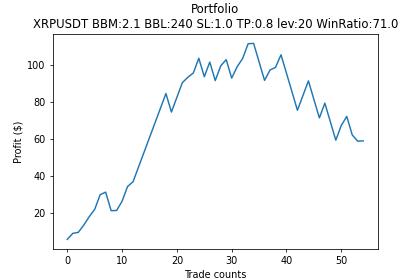 Portfolio
XRPUSDT BBM:2.1 BBL:240 SL:1.0 TP:0.8 lev:20 WinRatio:71.0
100
80
60
40
20
Profit ($)
0 10 20 30 40 50
Trade counts